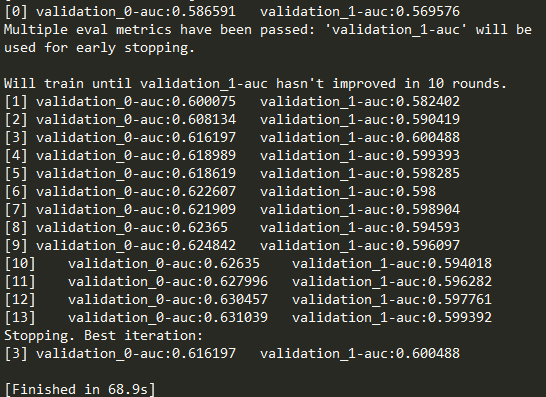 [0] validation_0-auc:0.586591 validation_1-auc:0.569576
Multiple eval metrics have been passed: 'validation_1-auc' will be
used for early stopping.
Will train until validation_1-auc hasn't improved in 10 rounds.
[1] validation_0-auc:0.600075 validation_1-auc:0.582402
[2] validation_0-auc:0.608134 validation_1-auc:0.590419
[3] validation_0-auc:0.616197 validation_1-auc:0.600488
[4] validation_0-auc:0.618989 validation_1-auc:0.599393
[5] validation_0-auc:0.618619 validation_1-auc:0.598285
[6] validation_0-auc:0.622607 validation_1-auc:0.598
[7] validation_0-auc:0.621909 validation_1-auc:0.598904
[8] validation_0-auc:0.62365 validation_1-auc:0.594593
[9] validation_0-auc:0.624842 validation_1-auc:0.596097
[10] validation_0-auc:0.62635 validation_1-auc:0.594018
[11] validation_0-auc:0.627996 validation_1-auc:0.596282
[12] validation_0-auc:0.630457 validation_1-auc:0.597761
[13] validation_0-auc:0.631039 validation_1-auc:0.599392
Stopping. Best iteration:
[3] validation_0-auc:0.616197 validation_1-auc:0.600488
[Finished in 68.9s]